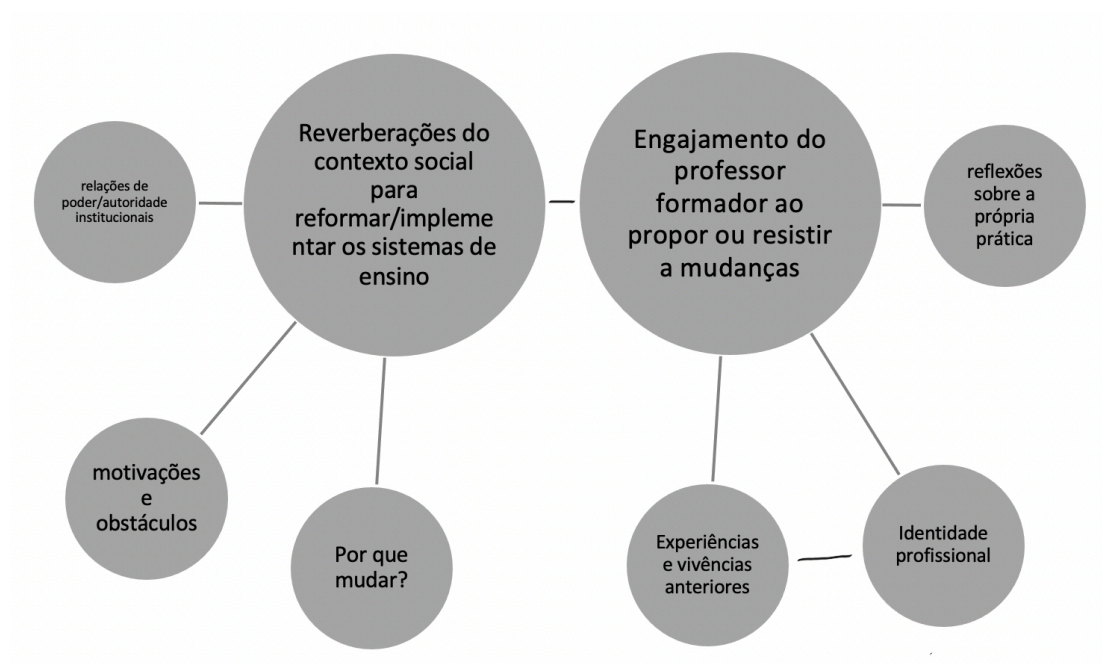 relações de
poder/autoridade
institucionais
Reverberações do
contexto social
para
reformar/impleme
ntar os sistemas de
ensino
Engajamento do
professor
formador ao
propor ou resistir
a mudanças
reflexões
sobre a
própria
prática
motivações
e
obstáculos
Por que
mudar?
Experiências
e vivências
anteriores
Identidade
profissional